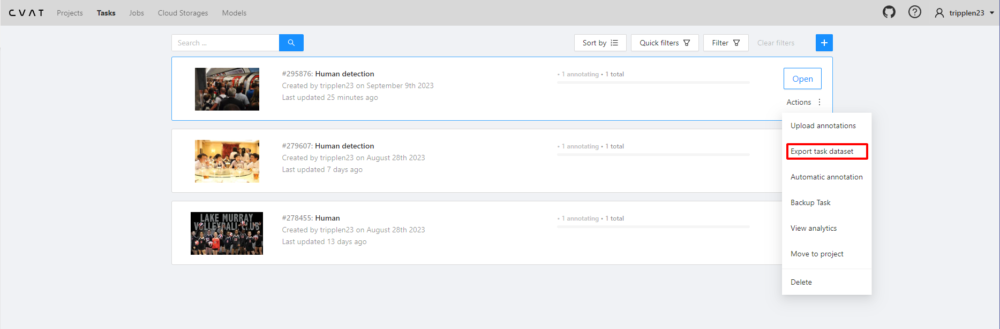 CVAT Projects Tasks Jobs Cloud Storages Models tripplen23
Search ... Sort by Quick filters Filter Clear filters
#295876: Human detection
Created by tripplen23 on September 9th 2023
Last updated 25 minutes ago
• 1 annotating • 1 total
Open
Actions
#279607: Human detection
Created by tripplen23 on August 28th 2023
Last updated 7 days ago
• 1 annotating • 1 total
LAKE MURRAY
VOLLEYBALL CLUB
#278455: Human
Created by tripplen23 on August 28th 2023
Last updated 13 days ago
• 1 annotating • 1 total
Upload annotations
Export task dataset
Automatic annotation
Backup Task
View analytics
Move to project
Delete